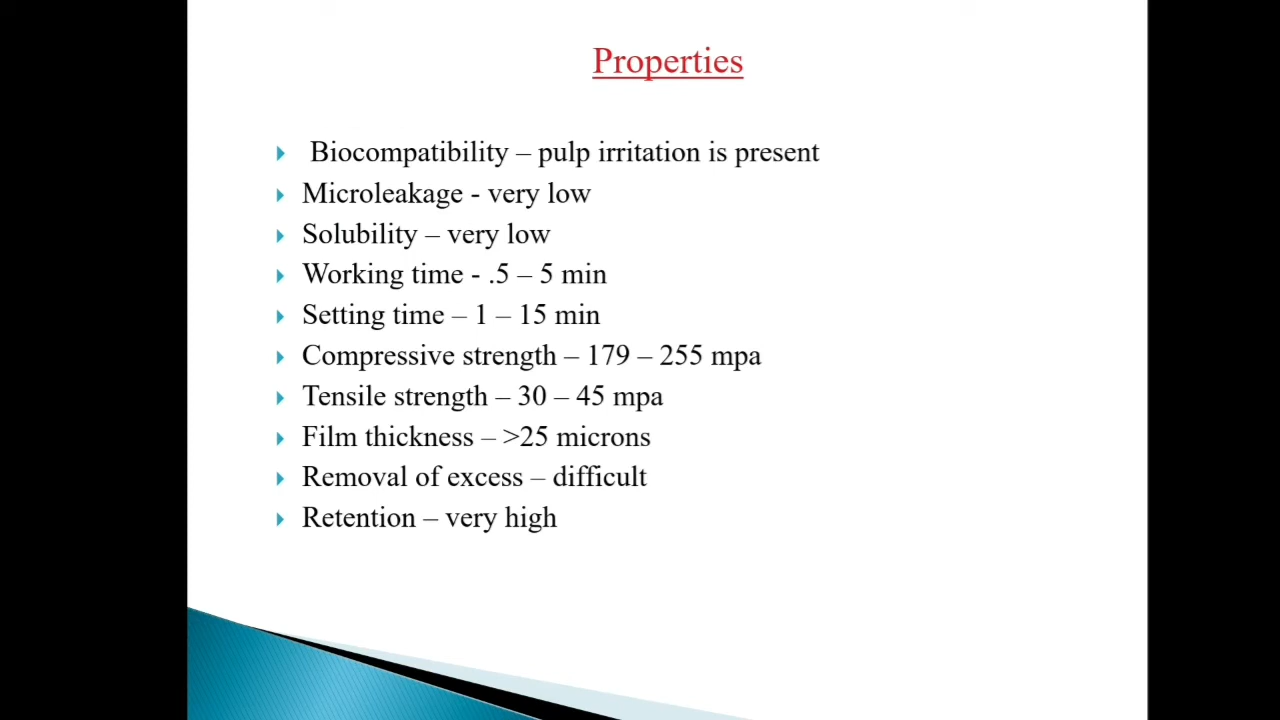 Properties
Biocompatibility – pulp irritation is present
Microleakage - very low
Solubility – very low
Working time - .5 – 5 min
Setting time – 1 – 15 min
Compressive strength – 179 – 255 mpa
Tensile strength – 30 – 45 mpa
Film thickness – >25 microns
Removal of excess – difficult
Retention – very high